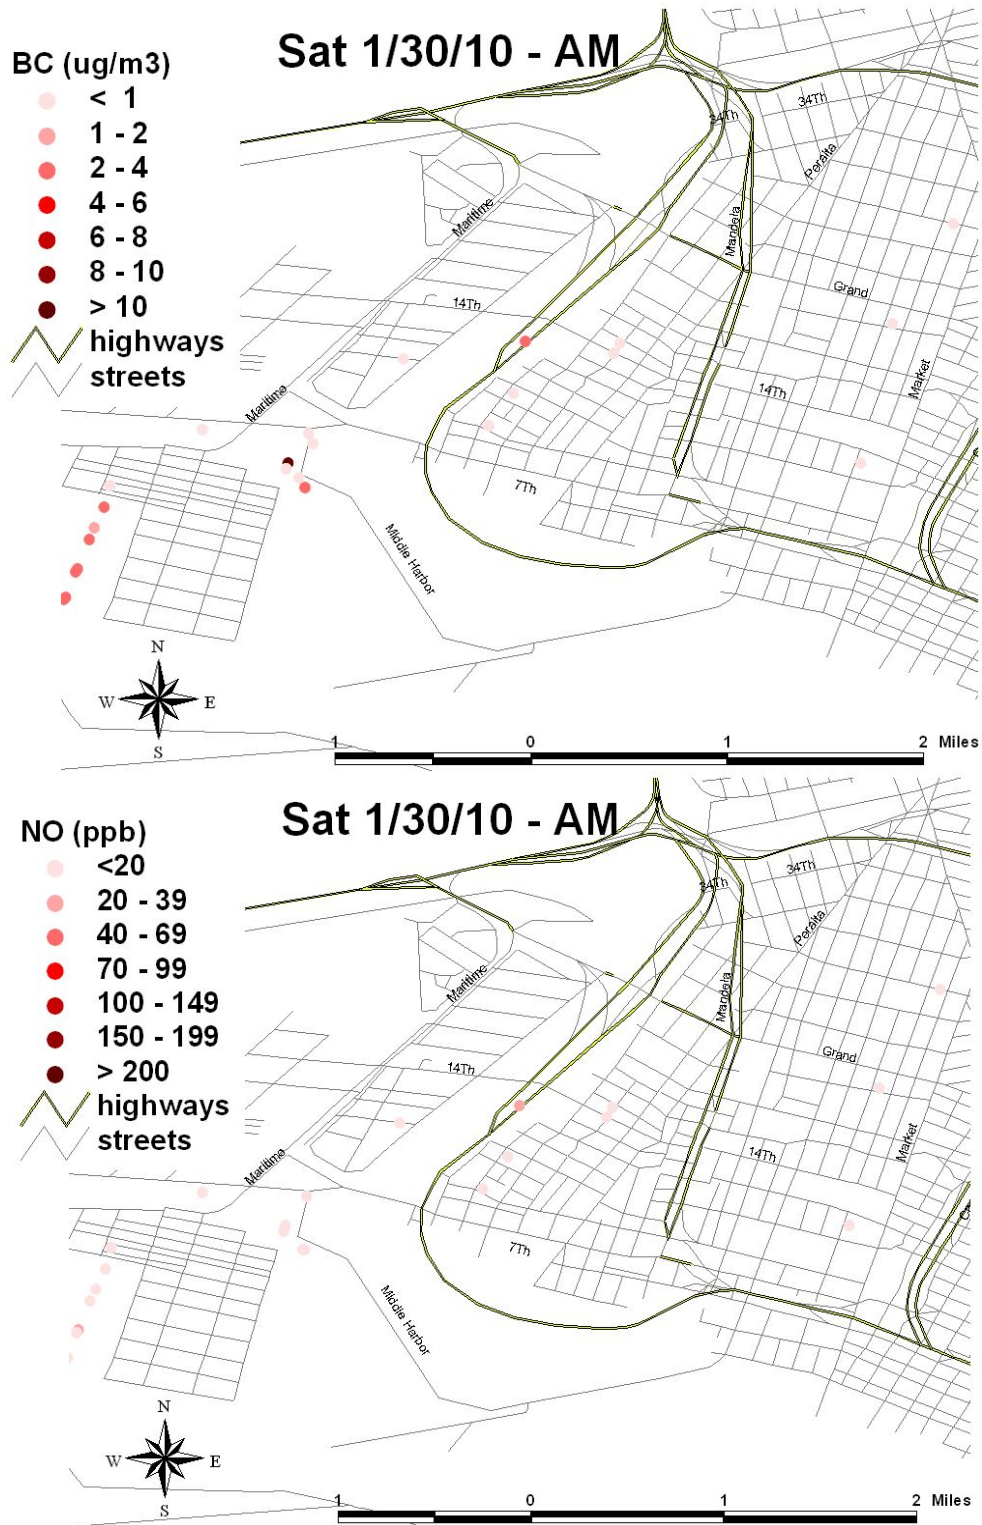 Sat 1/30/10 - AM
BC (ug/m3)
< 1
1 - 2
2 - 4
4 - 6
6 - 8
8 - 10
> 10
highways
streets
34Th
34Th
Peralta
Maritime
Mandela
Grand
14Th
Market
14Th
Maritime
7Th
Middle Harbor
N
W E
S
1 0 1 2 Miles
Sat 1/30/10 - AM
NO (ppb)
<20
20 - 39
40 - 69
70 - 99
100 - 149
150 - 199
> 200
highways
streets
34Th
34Th
Peralta
Maritime
Mandela
Grand
14Th
Market
14Th
Maritime
7Th
Middle Harbor
N
W E
S
1 0 1 2 Miles